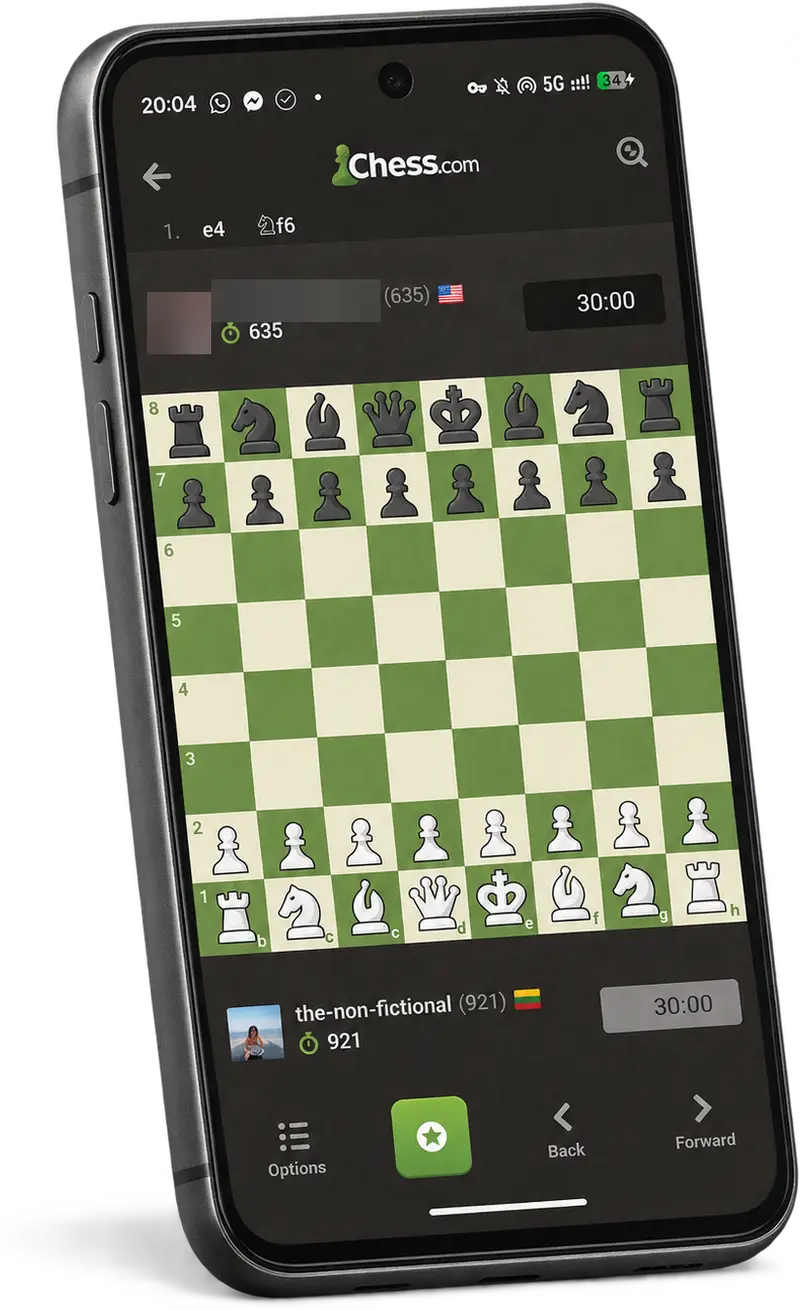 20:04 5G 34
Chess.com
1. e4 ♘f6
(635)
635
30:00
8
7
6
5
4
3
2
1
b c c d e f g h
the-non-fictional (921)
921
30:00
Options
Back
Forward